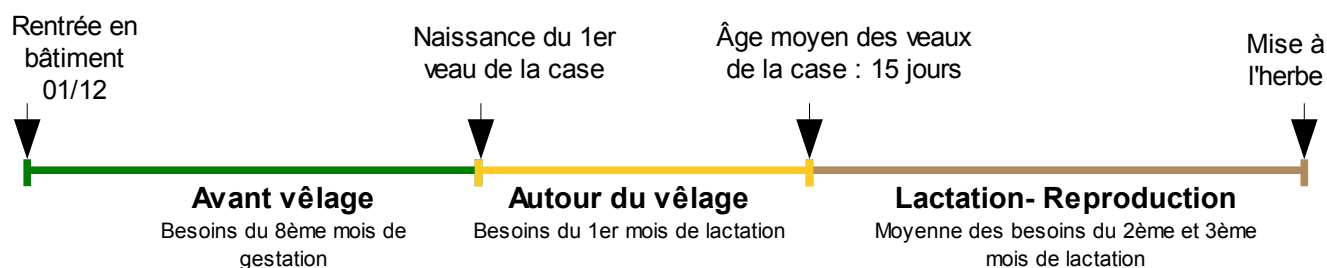 Rentrée en
bâtiment
01/12
Naissance du 1er
veau de la case
Âge moyen des veaux
de la case : 15 jours
Mise à
l'herbe
Avant vêlage
Besoins du 8ème mois de
gestation
Autour du vêlage
Besoins du 1er mois de lactation
Lactation- Reproduction
Moyenne des besoins du 2ème et 3ème
mois de lactation